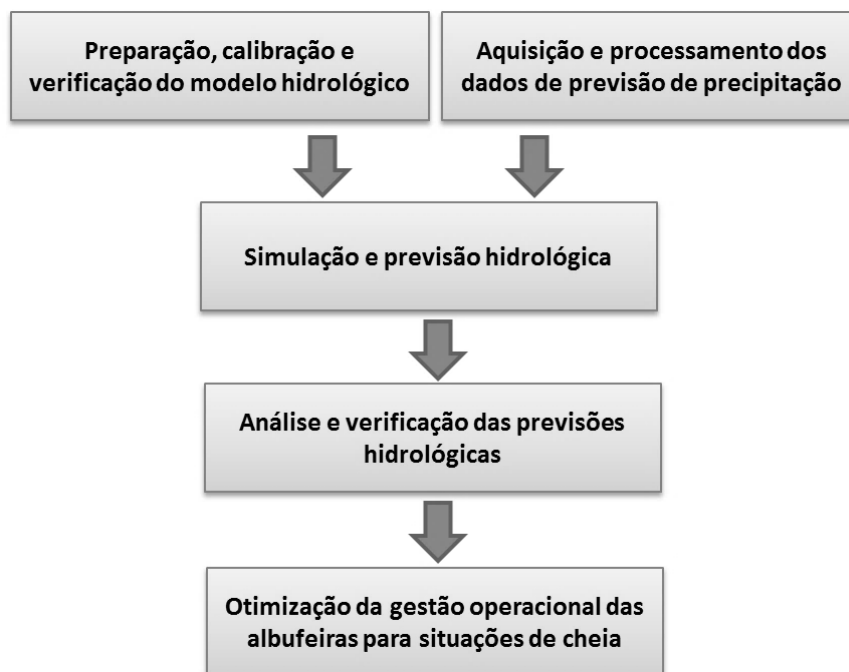 Preparação, calibração e
verificação do modelo hidrológico
Aquisição e processamento dos
dados de previsão de precipitação
Simulação e previsão hidrológica
Análise e verificação das previsões
hidrológicas
Otimização da gestão operacional das
albufeiras para situações de cheia